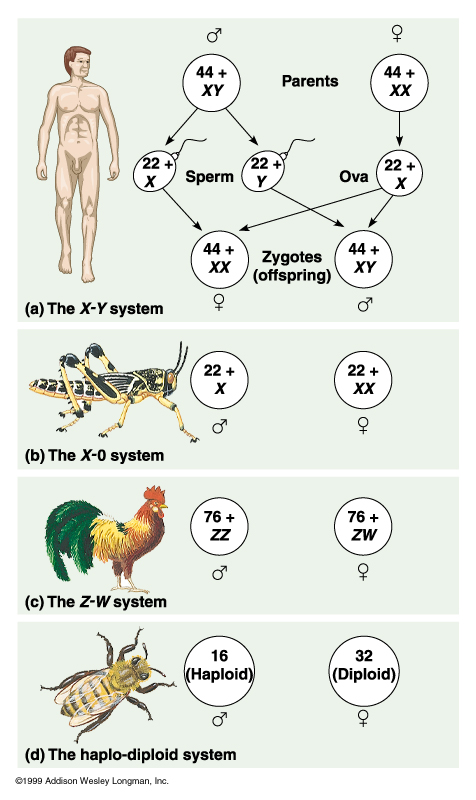 ♂ ♀
44 +
XY
Parents
44 +
XX
22 +
X
Sperm
22 +
Y
Ova
22 +
X
44 +
XX
Zygotes
(offspring)
44 +
XY
♀ ♂
(a) The X-Y system
22 +
X
22 +
XX
♂ ♀
(b) The X-0 system
76 +
ZZ
76 +
ZW
♂ ♀
(c) The Z-W system
16
(Haploid)
32
(Diploid)
♂ ♀
(d) The haplo-diploid system
©1999 Addison Wesley Longman, Inc.